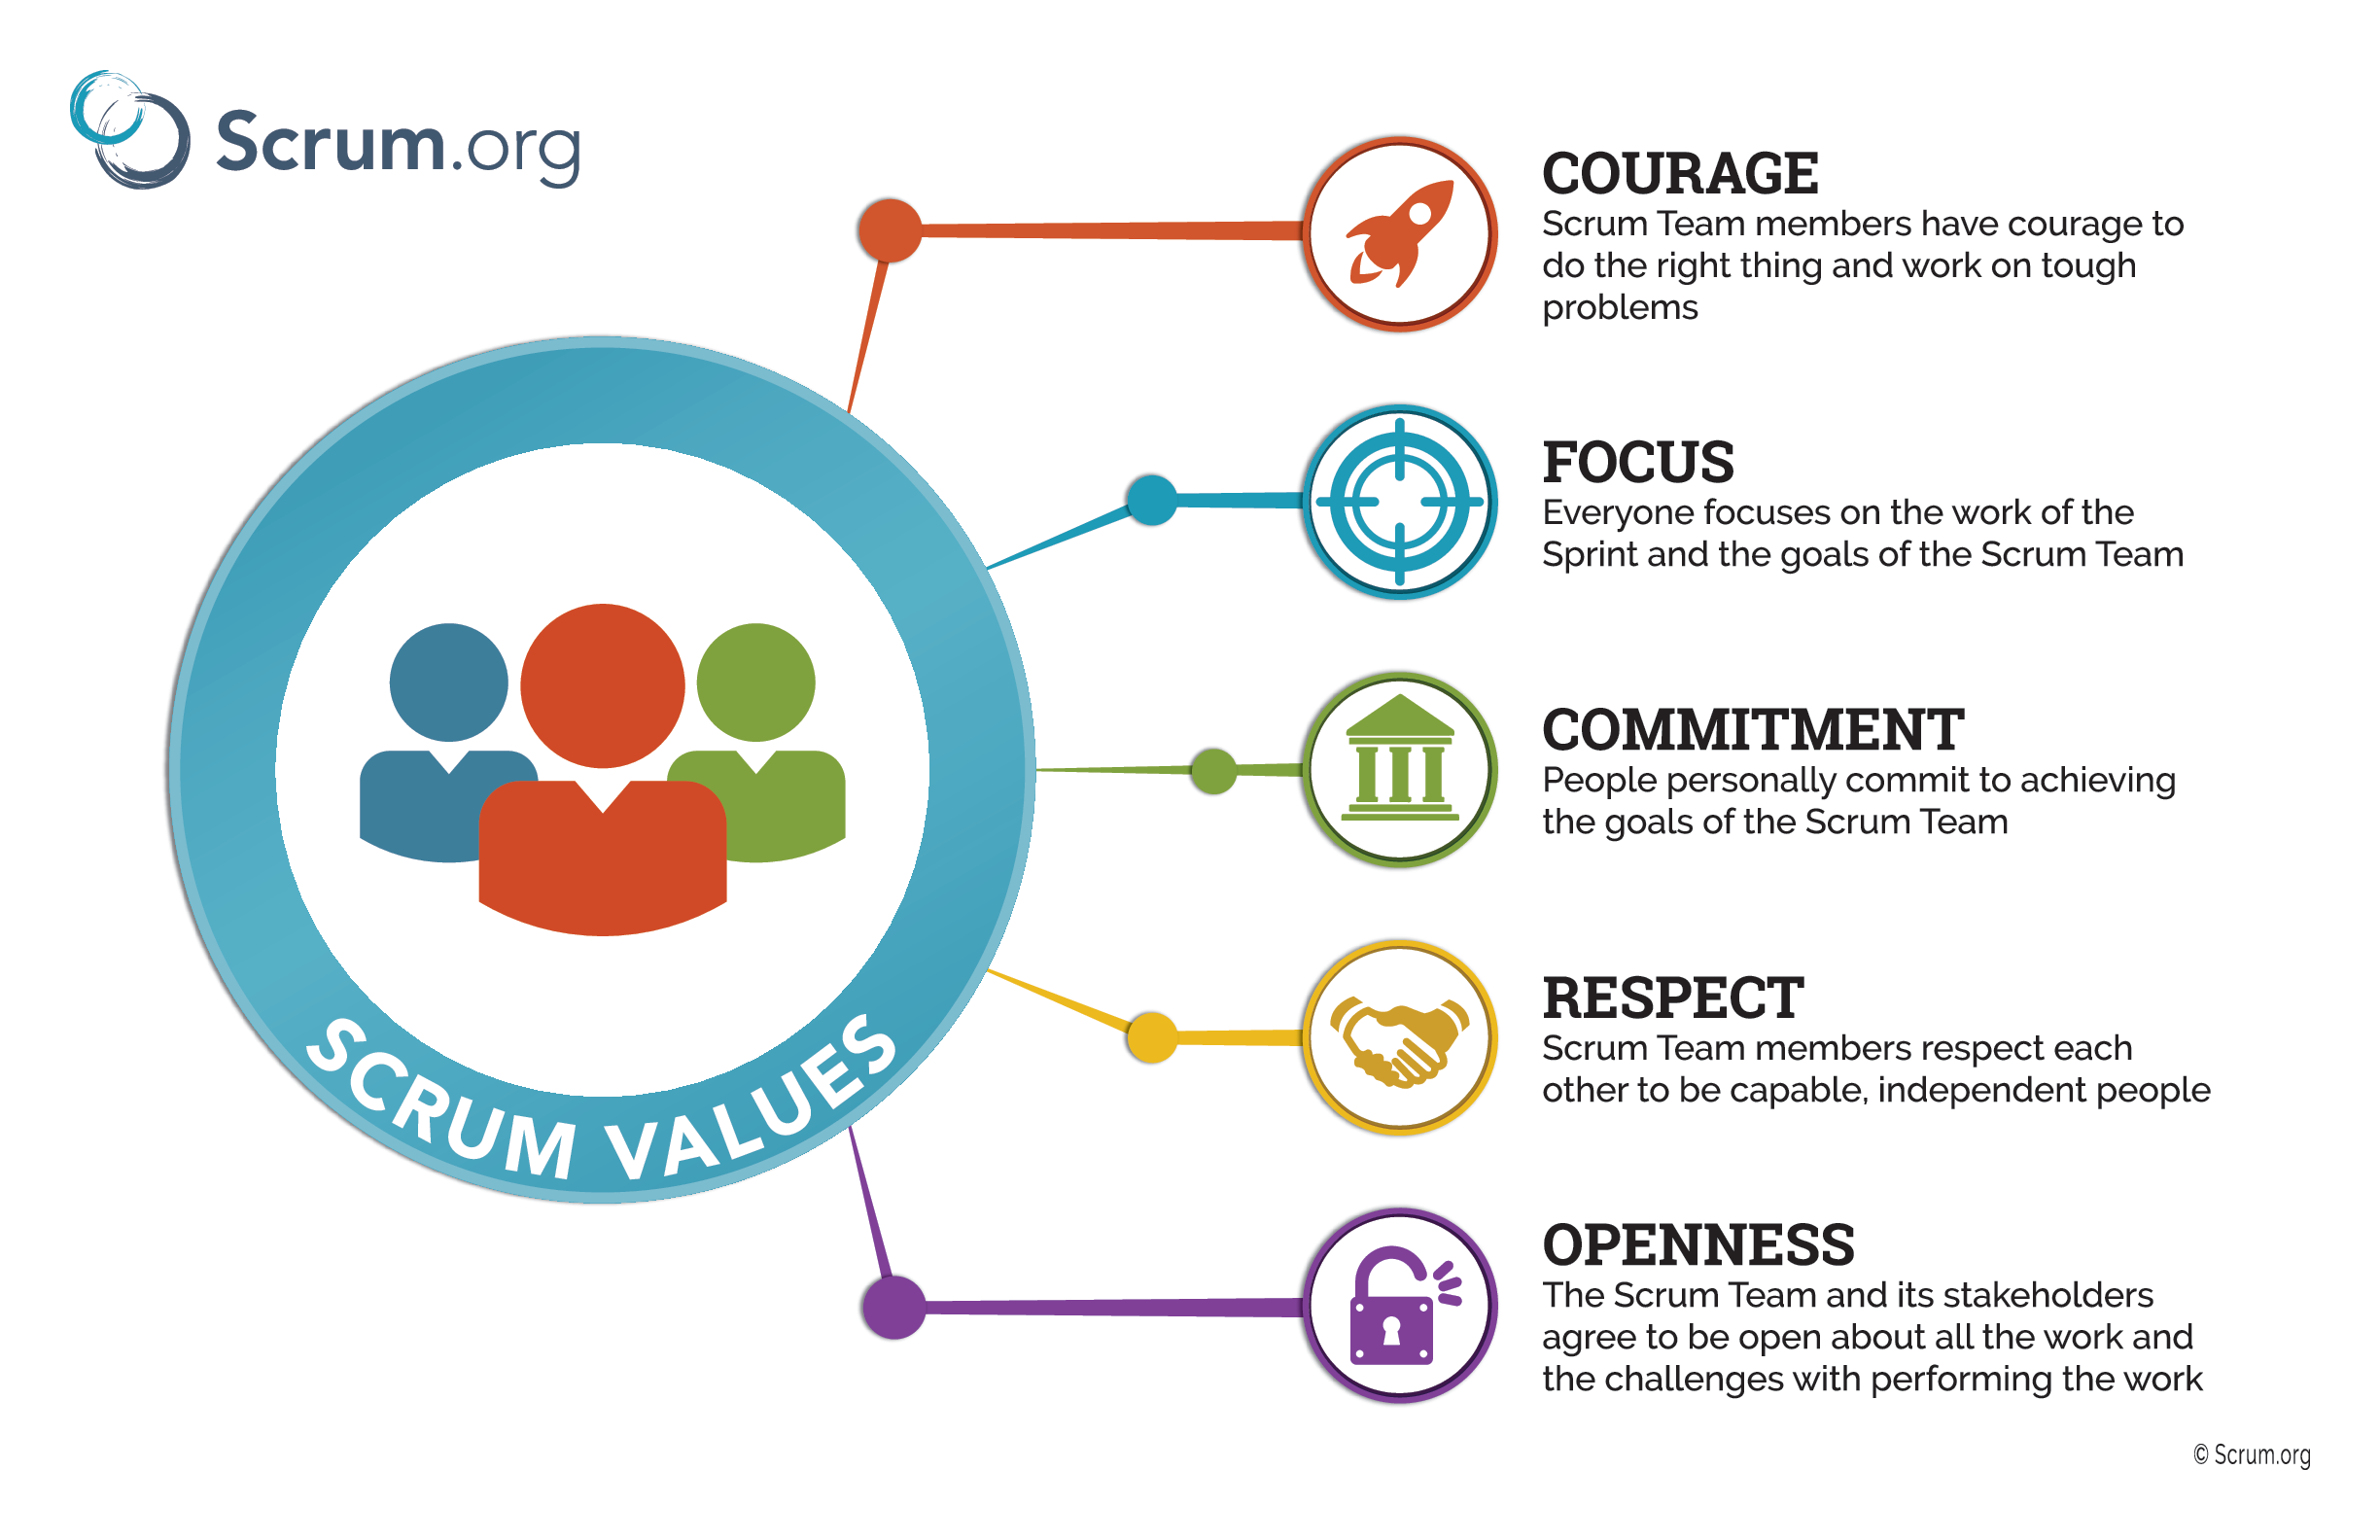 Scrum.org
COURAGE
Scrum Team members have courage to
do the right thing and work on tough
problems
FOCUS
Everyone focuses on the work of the
Sprint and the goals of the Scrum Team
COMMITMENT
People personally commit to achieving
the goals of the Scrum Team
RESPECT
Scrum Team members respect each
other to be capable, independent people
OPENNESS
The Scrum Team and its stakeholders
agree to be open about all the work and
the challenges with performing the work
SCRUM VALUES
© Scrum.org